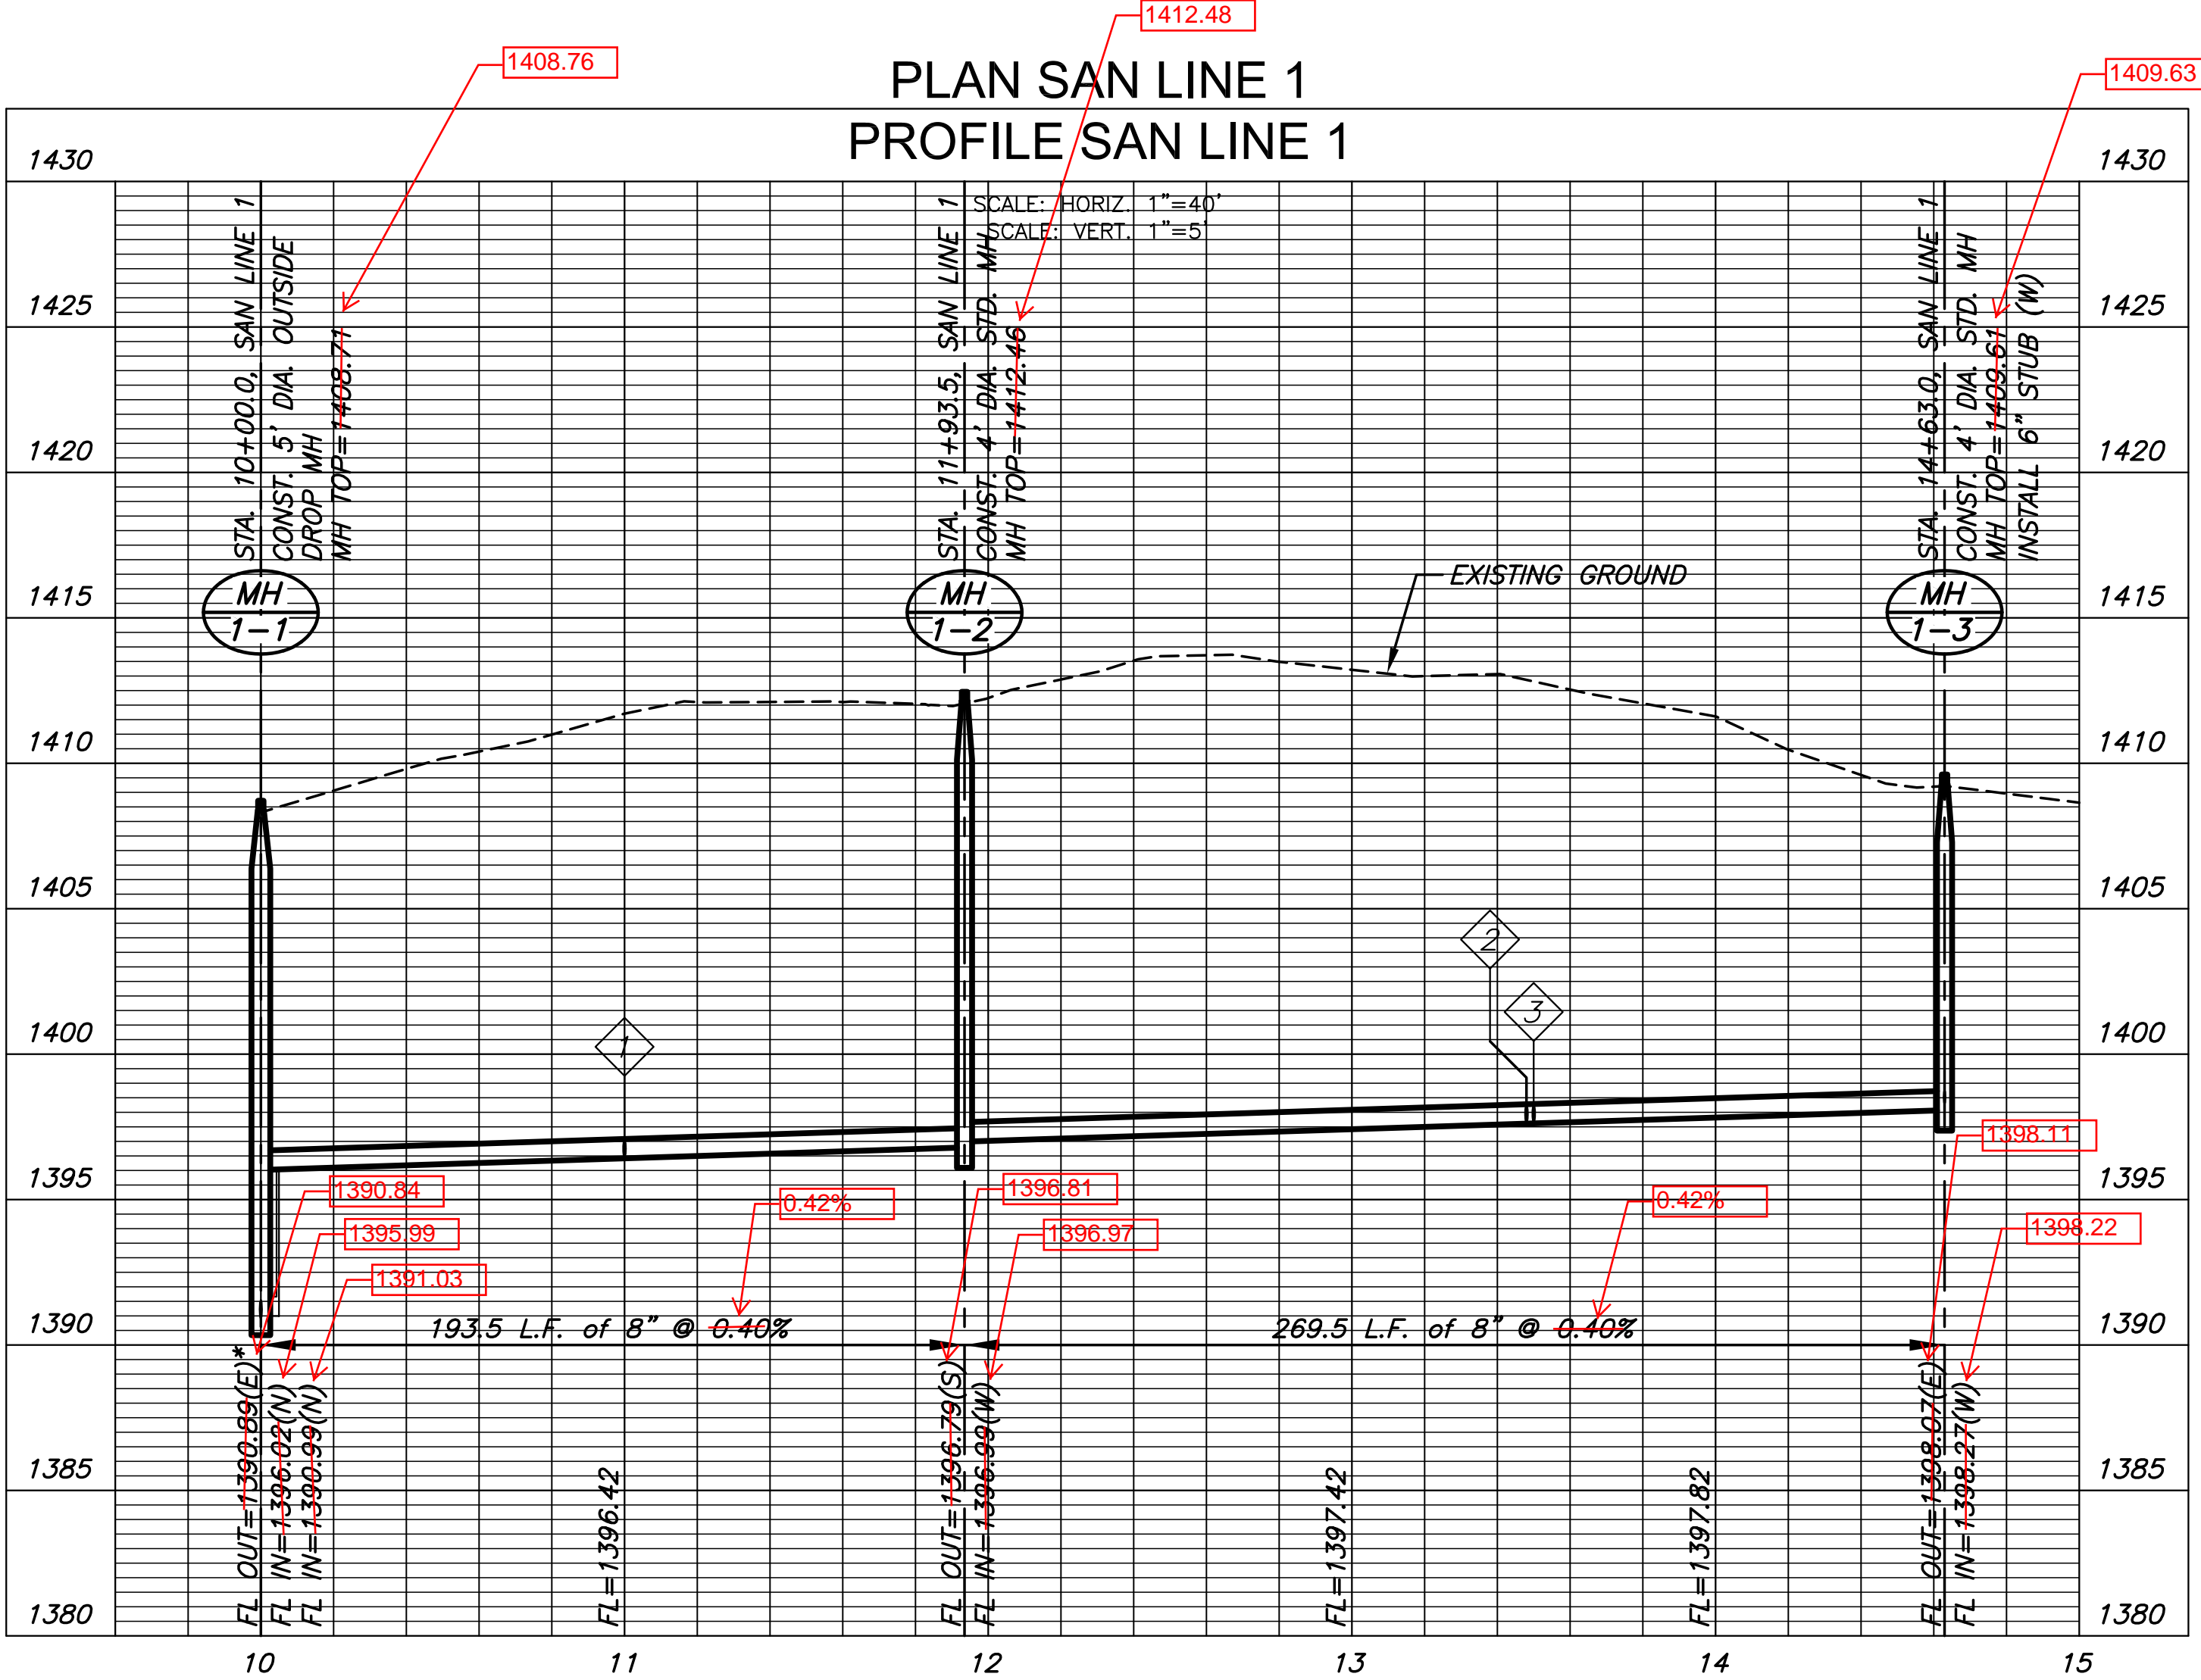 1412.48
1408.76
1409.63
PLAN SAN LINE 1
PROFILE SAN LINE 1
1430
1430
SCALE: HORIZ. 1"=40'
SCALE: VERT. 1"=5'
STA. 10+00.0, SAN LINE 1
CONST. 5' DIA. OUTSIDE
DROP MH
MH TOP=1408.71
STA. 11+93.5, SAN LINE 1
CONST. 4' DIA. STD. MH
MH TOP=1412.46
STA. 14+63.0, SAN LINE 1
CONST. 4' DIA. STD. MH
MH TOP=1409.61
INSTALL 6" STUB (W)
1425
1425
1420
1420
1415
1415
MH
1-1
MH
1-2
MH
1-3
EXISTING GROUND
1410
1410
1405
1405
2
3
1
1400
1400
1395
1395
1398.11
1390.84
1396.81
0.42%
0.42%
1395.99
1396.97
1398.22
1391.03
1390
1390
193.5 L.F. of 8" @ 0.40%
269.5 L.F. of 8" @ 0.40%
FL OUT=1390.89(E)*
FL IN=1396.02(N)
FL IN=1390.99(N)
FL=1396.42
FL OUT=1396.79(S)
FL IN=1396.99(W)
FL=1397.42
FL=1397.82
FL OUT=1398.07(E)
FL IN=1398.27(W)
1385
1385
1380
1380
10 11 12 13 14 15